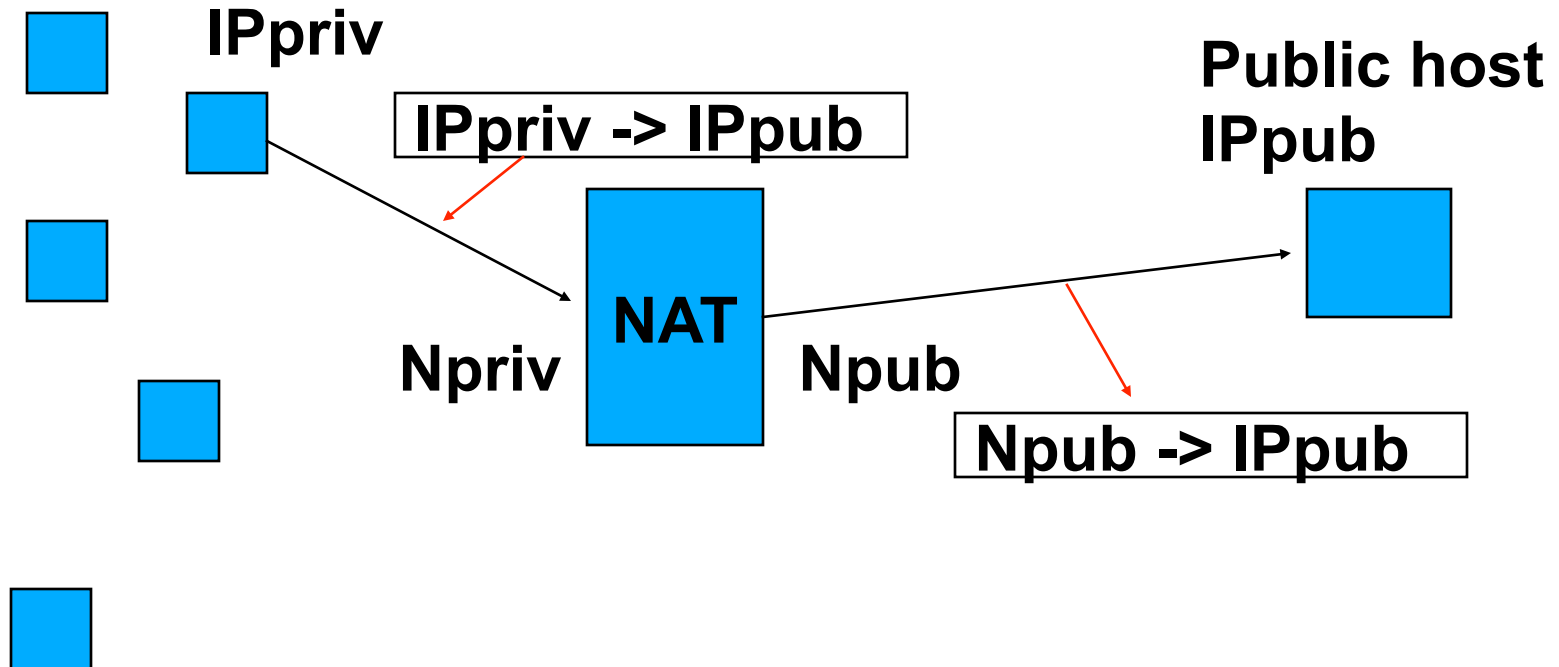 IPpriv
IPpriv -> IPpub
Public host
IPpub
NAT
Npriv
Npub
Npub -> IPpub